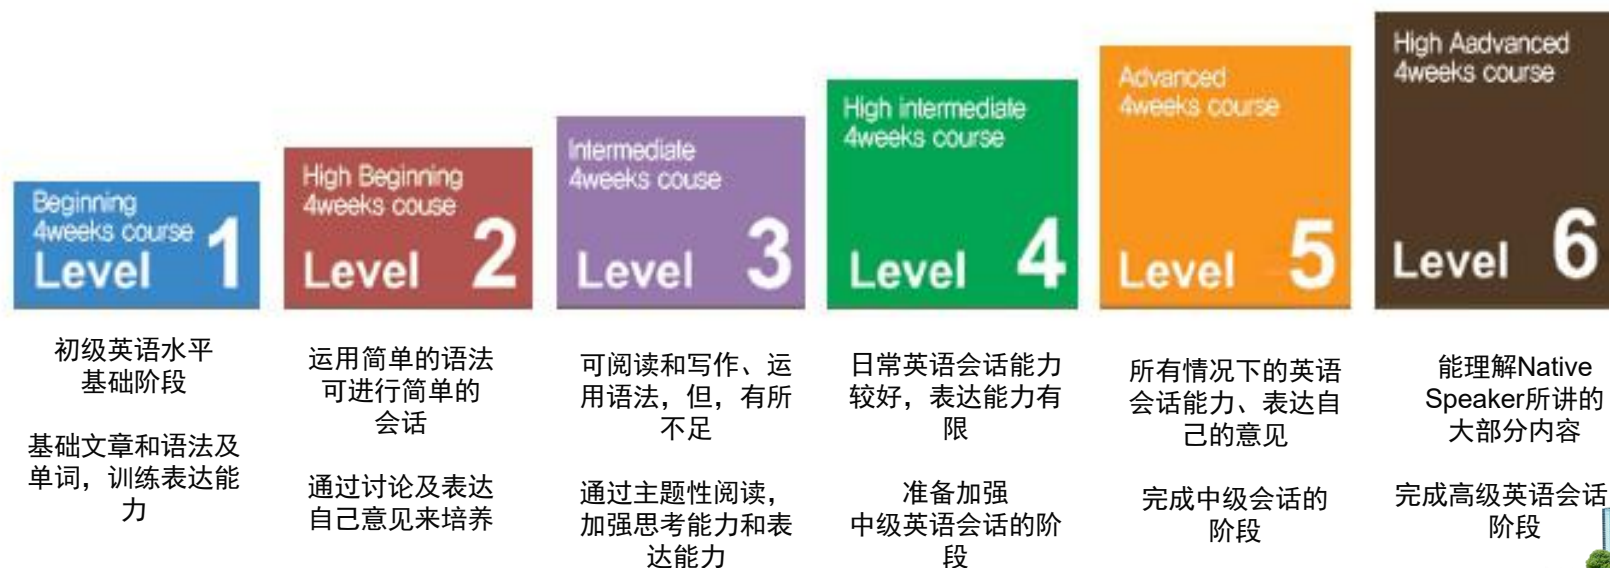 Beginning
4weeks course
Level 1
初级英语水平
基础阶段
基础文章和语法及
单词，训练表达能
力
High Beginning
4weeks couse
Level 2
运用简单的语法
可进行简单的
会话
通过讨论及表达
自己意见来培养
Intermediate
4weeks couse
Level 3
可阅读和写作、运
用语法，但，有所
不足
通过主题性阅读，
加强思考能力和表
达能力
High intermediate
4weeks course
Level 4
日常英语会话能力
较好，表达能力有
限
准备加强
中级英语会话的阶
段
Advanced
4weeks course
Level 5
所有情况下的英语
会话能力、表达自
己的意见
完成中级会话的
阶段
High Aadvanced
4weeks course
Level 6
能理解Native
Speaker所讲的
大部分内容
完成高级英语会话
阶段